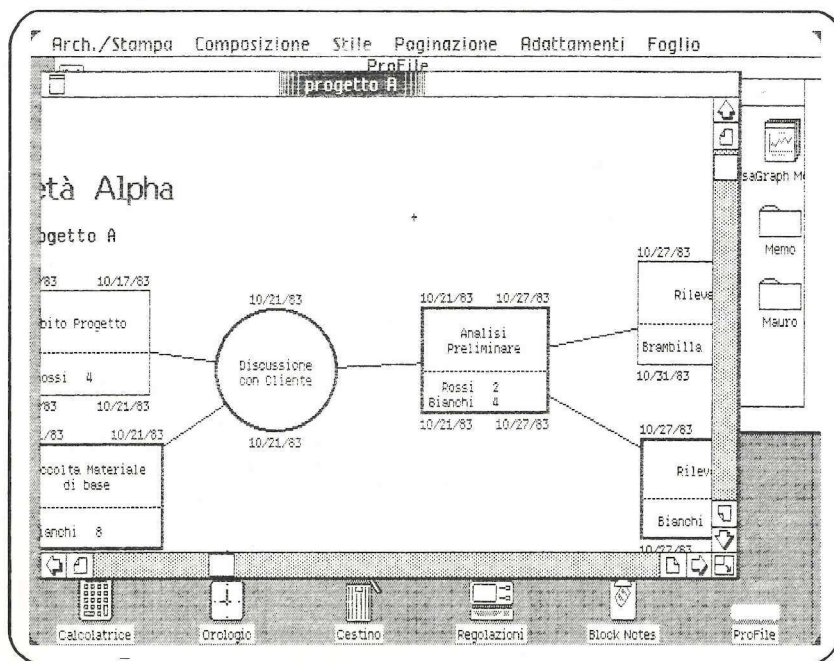 Arch./Stampa Composizione Stile Paginazione Adattamenti Foglio
ProFile
progetto A
età Alpha
ogetto A
/83 10/17/83
bito Progetto
ossi 4
/83 10/21/83
/83 10/21/83
ccolta Materiale
di base
ianchi 8
10/21/83
Discussione
con Cliente
10/21/83
10/21/83 10/27/83
Analisi
Preliminare
Rossi 2
Bianchi 4
10/21/83 10/27/83
10/27/83
Rileva
Brambilla
10/31/83
10/27/83
Rileva
Bianchi
10/27/83
saGraph M
Memo
Mauro
Calcolatrice
Orologio
Cestino
Regolazioni
Block Notes
ProFile